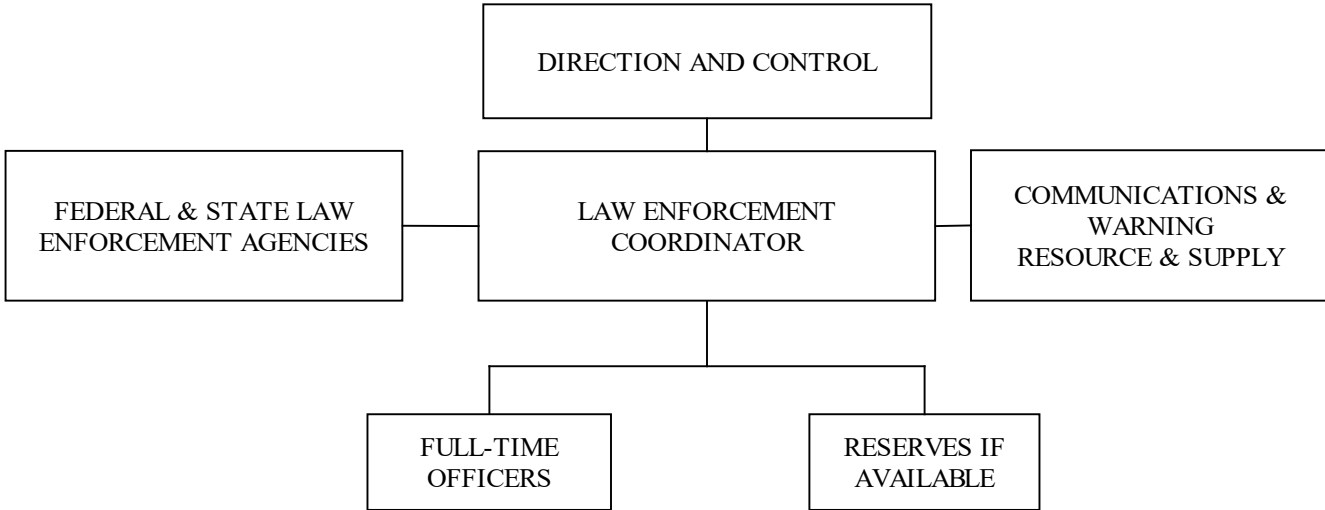 DIRECTION AND CONTROL
FEDERAL & STATE LAW
ENFORCEMENT AGENCIES
LAW ENFORCEMENT
COORDINATOR
COMMUNICATIONS &
WARNING
RESOURCE & SUPPLY
FULL-TIME
OFFICERS
RESERVES IF
AVAILABLE